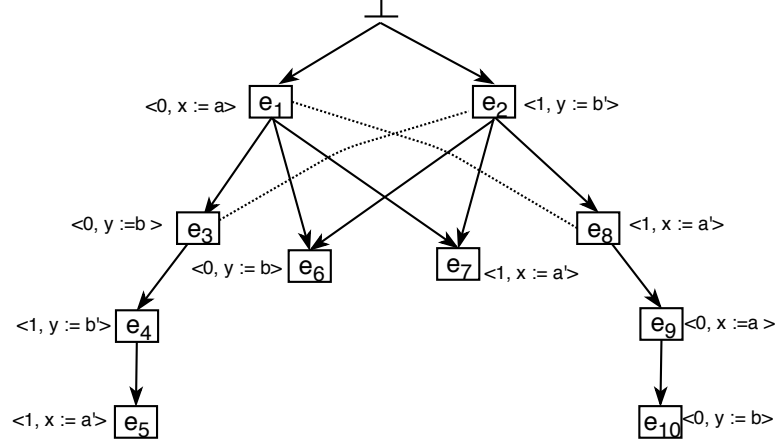 ⊥
<0, x := a> e₁ e₂ <1, y := b'>
<0, y :=b > e₃ e₈ <1, x := a'>
<0, y := b> e₆ e₇ <1, x := a'>
<1, y := b'> e₄ e₉ <0, x :=a >
<1, x := a'> e₅ e₁₀ <0, y := b>